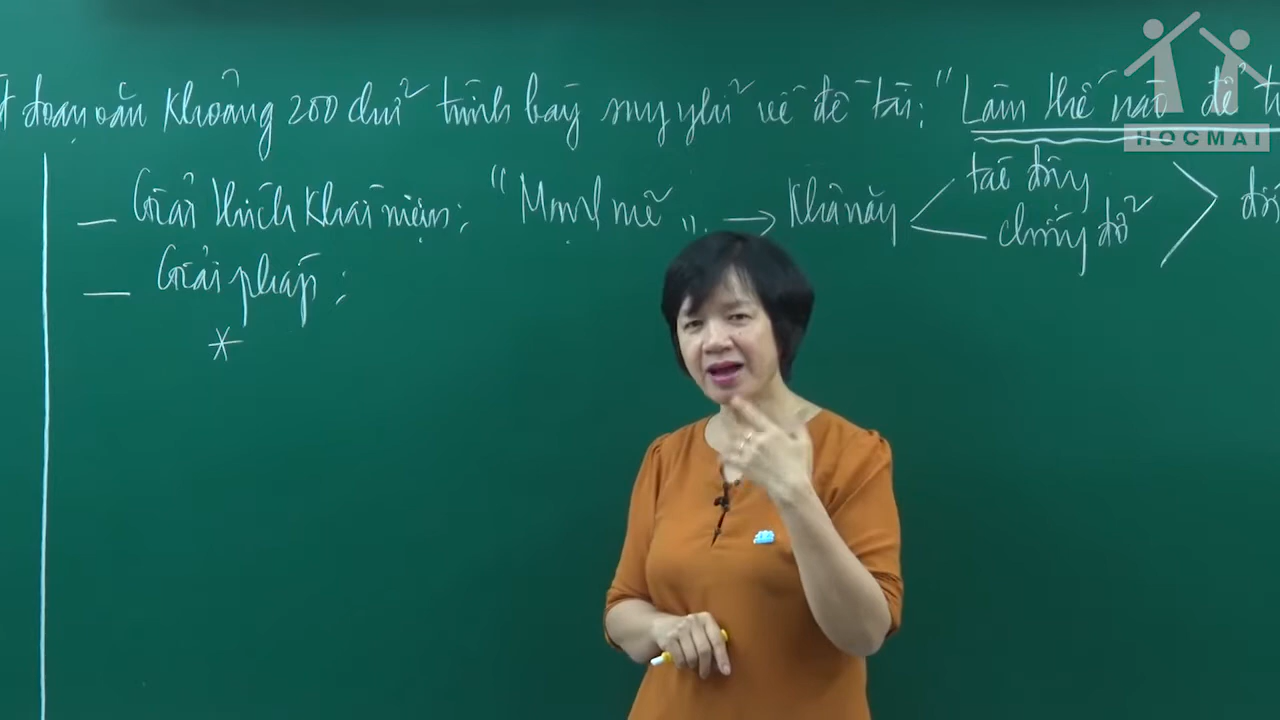 đoạn văn khoảng 200 chữ trình bày suy nghĩ về đề tài: "Làm thế nào để
HOCMAI
– Giải thích khái niệm: "Mạnh mẽ" → khả năng < tác động
chống đỡ >
– Giải pháp:
*